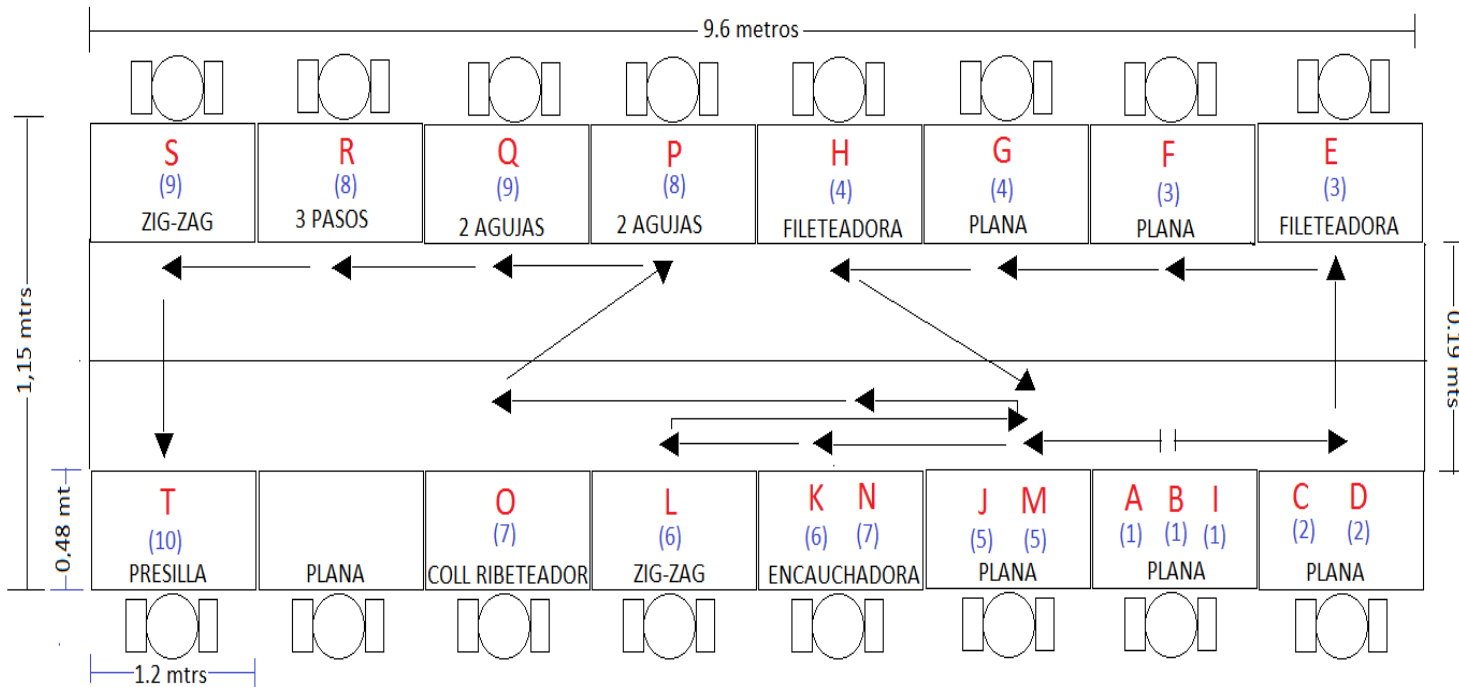 9.6 metros
S R Q P H G F E
(9) (8) (9) (8) (4) (4) (3) (3)
ZIG-ZAG 3 PASOS 2 AGUJAS 2 AGUJAS FILETEADORA PLANA PLANA FILETEADORA
1,15 mtrs
0.19 mts
0,48 mt
T O L K N J M A B I C D
(10) (7) (6) (6) (7) (5) (5) (1) (1) (1) (2) (2)
PRESILLA PLANA COLL RIBETEADOR ZIG-ZAG ENCAUCHADORA PLANA PLANA PLANA
1.2 mtrs